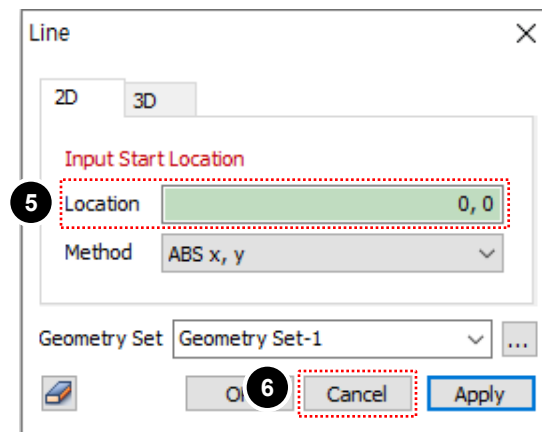 Line
2D 3D
Input Start Location
5 Location 0, 0
Method ABS x, y
Geometry Set Geometry Set-1 ...
6 Cancel Apply